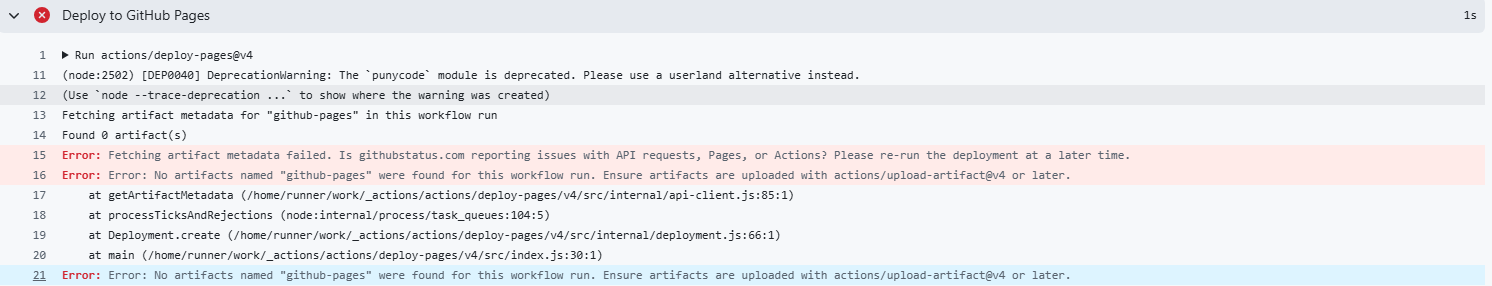 Deploy to GitHub Pages 1s
1 ▶ Run actions/deploy-pages@v4
11 (node:2502) [DEP0040] DeprecationWarning: The `punycode` module is deprecated. Please use a userland alternative instead.
12 (Use `node --trace-deprecation ...` to show where the warning was created)
13 Fetching artifact metadata for "github-pages" in this workflow run
14 Found 0 artifact(s)
15 Error: Fetching artifact metadata failed. Is githubstatus.com reporting issues with API requests, Pages, or Actions? Please re-run the deployment at a later time.
16 Error: Error: No artifacts named "github-pages" were found for this workflow run. Ensure artifacts are uploaded with actions/upload-artifact@v4 or later.
17 at getArtifactMetadata (/home/runner/work/_actions/actions/deploy-pages/v4/src/internal/api-client.js:85:1)
18 at processTicksAndRejections (node:internal/process/task_queues:104:5)
19 at Deployment.create (/home/runner/work/_actions/actions/deploy-pages/v4/src/internal/deployment.js:66:1)
20 at main (/home/runner/work/_actions/actions/deploy-pages/v4/src/index.js:30:1)
21 Error: Error: No artifacts named "github-pages" were found for this workflow run. Ensure artifacts are uploaded with actions/upload-artifact@v4 or later.